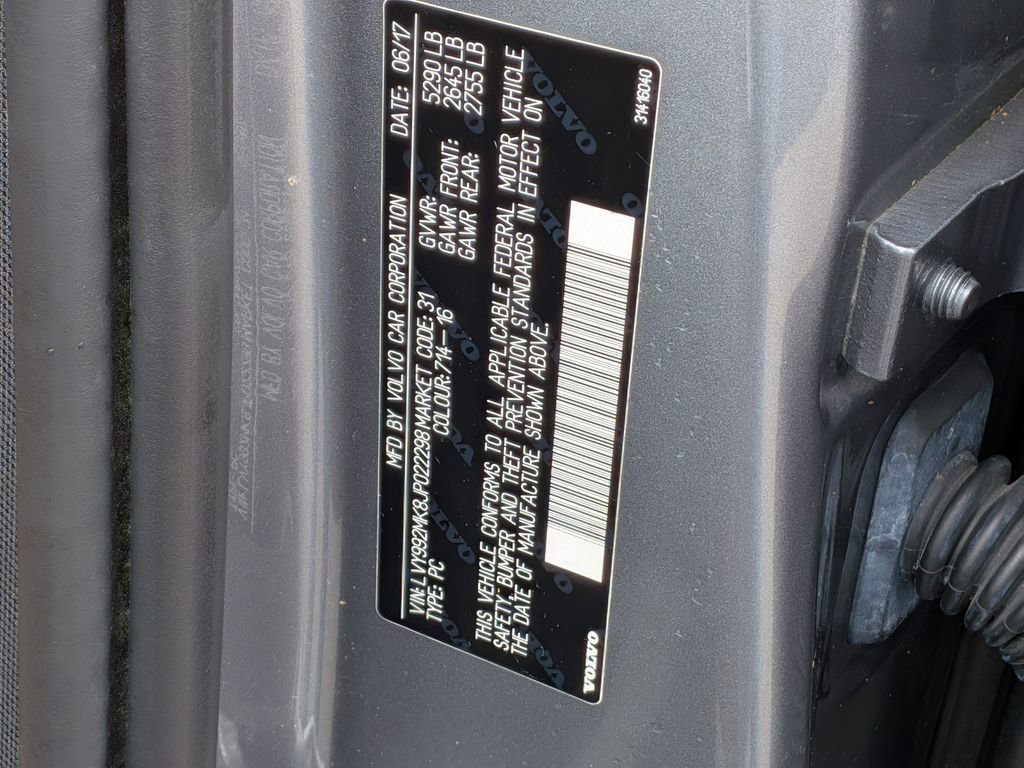 MFD BY VOLVO CAR CORPORATION DATE: 06/17
VIN: LVY992MK8JP022298 MARKET CODE: 31 GVWR: 5290 LB
TYPE: PC COLOUR: 714-16 GAWR FRONT: 2645 LB
GAWR REAR: 2755 LB
THIS VEHICLE CONFORMS TO ALL APPLICABLE FEDERAL MOTOR VEHICLE
SAFETY, BUMPER AND THEFT PREVENTION STANDARDS IN EFFECT ON
THE DATE OF MANUFACTURE SHOWN ABOVE.
VOLVO 31416040